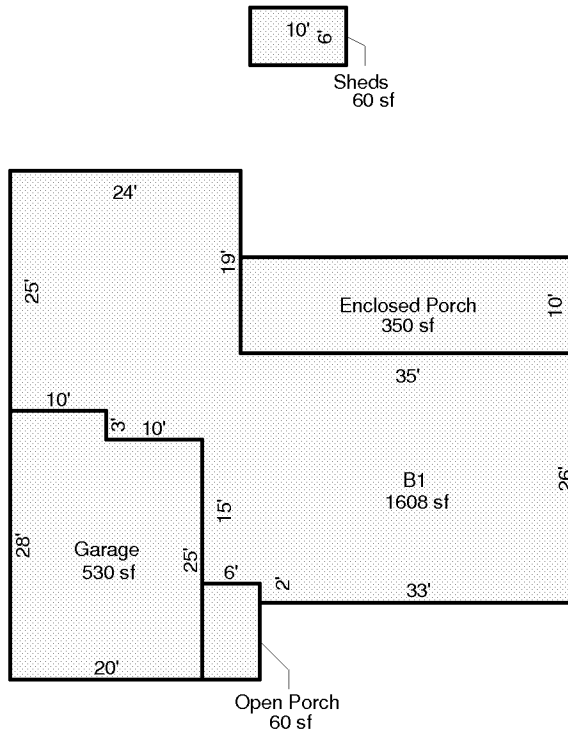 10'
6'
Sheds
60 sf
24'
19'
25'
Enclosed Porch
350 sf
10'
35'
10'
3'
10'
B1
1608 sf
26'
15'
28'
Garage
530 sf
25'
6'
2'
33'
20'
Open Porch
60 sf